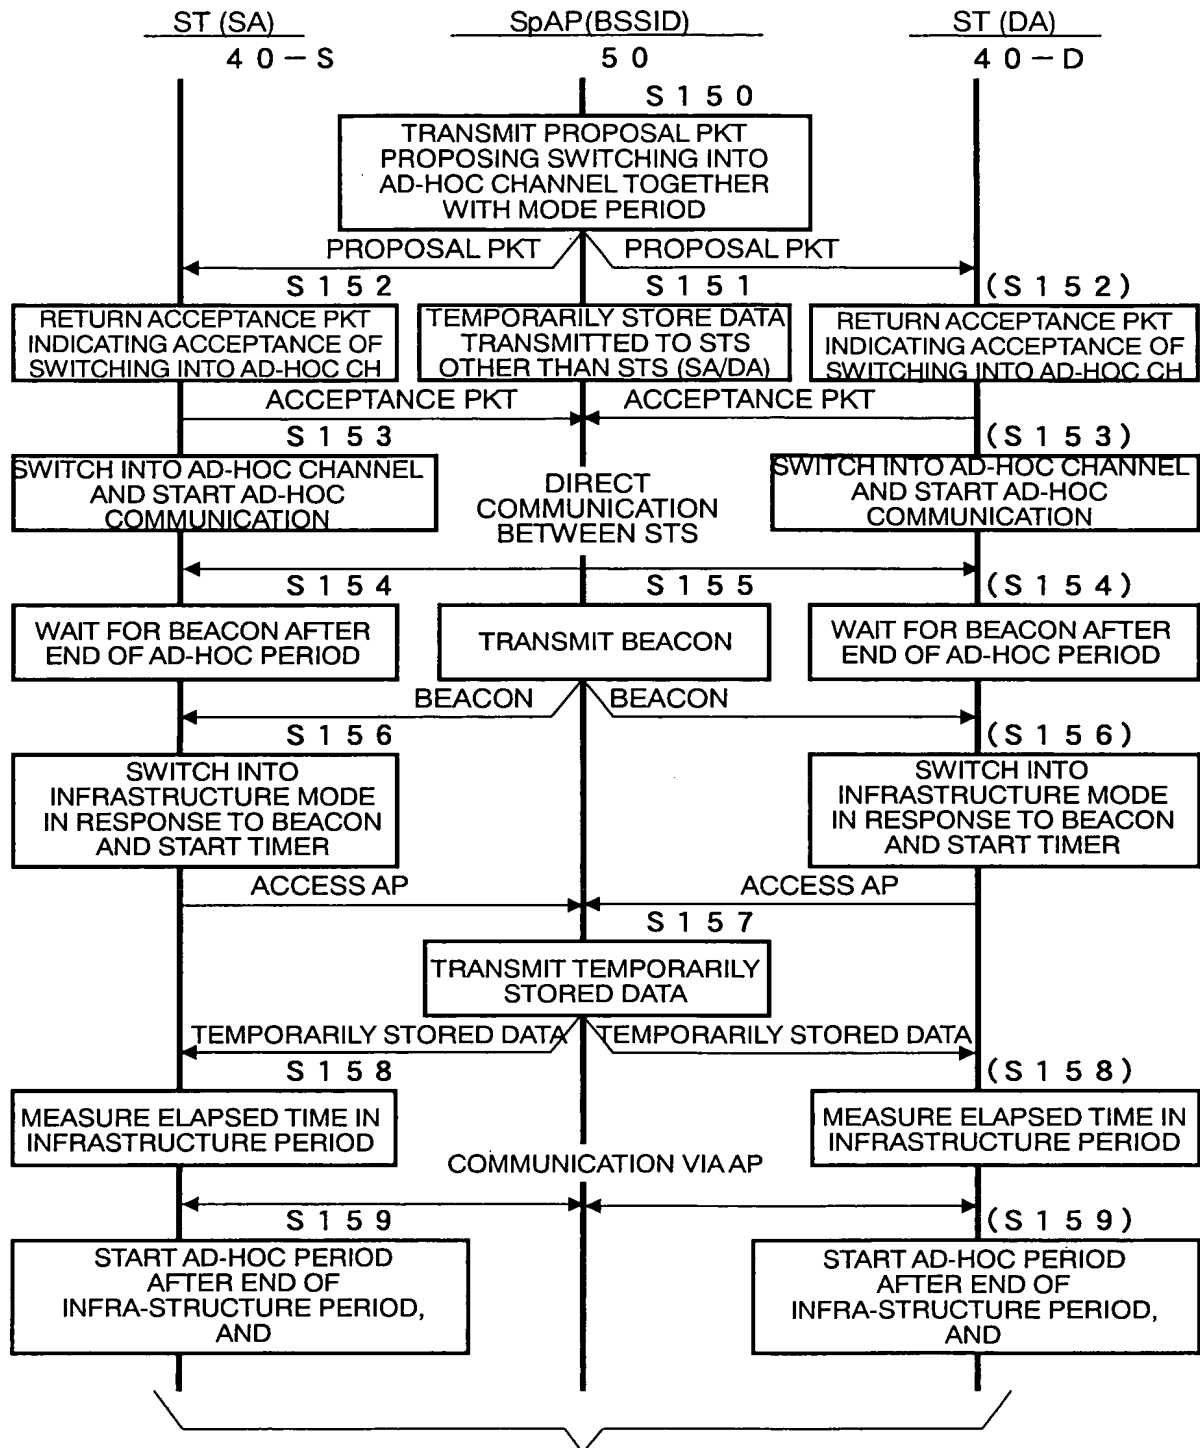 ST (SA)
SpAP(BSSID)
ST (DA)
40-S
50
40-D
S150
TRANSMIT PROPOSAL PKT
PROPOSING SWITCHING INTO
AD-HOC CHANNEL TOGETHER
WITH MODE PERIOD
PROPOSAL PKT
PROPOSAL PKT
S152
S151
(S152)
RETURN ACCEPTANCE PKT
INDICATING ACCEPTANCE OF
SWITCHING INTO AD-HOC CH
TEMPORARILY STORE DATA
TRANSMITTED TO STS
OTHER THAN STS (SA/DA)
RETURN ACCEPTANCE PKT
INDICATING ACCEPTANCE OF
SWITCHING INTO AD-HOC CH
ACCEPTANCE PKT
ACCEPTANCE PKT
S153
(S153)
SWITCH INTO AD-HOC CHANNEL
AND START AD-HOC
COMMUNICATION
DIRECT
COMMUNICATION
BETWEEN STS
SWITCH INTO AD-HOC CHANNEL
AND START AD-HOC
COMMUNICATION
S154
S155
(S154)
WAIT FOR BEACON AFTER
END OF AD-HOC PERIOD
TRANSMIT BEACON
WAIT FOR BEACON AFTER
END OF AD-HOC PERIOD
BEACON
BEACON
S156
(S156)
SWITCH INTO
INFRASTRUCTURE MODE
IN RESPONSE TO BEACON
AND START TIMER
SWITCH INTO
INFRASTRUCTURE MODE
IN RESPONSE TO BEACON
AND START TIMER
ACCESS AP
ACCESS AP
S157
TRANSMIT TEMPORARILY
STORED DATA
TEMPORARILY STORED DATA
TEMPORARILY STORED DATA
S158
(S158)
MEASURE ELAPSED TIME IN
INFRASTRUCTURE PERIOD
MEASURE ELAPSED TIME IN
INFRASTRUCTURE PERIOD
COMMUNICATION VIA AP
S159
(S159)
START AD-HOC PERIOD
AFTER END OF
INFRA-STRUCTURE PERIOD,
AND
START AD-HOC PERIOD
AFTER END OF
INFRA-STRUCTURE PERIOD,
AND